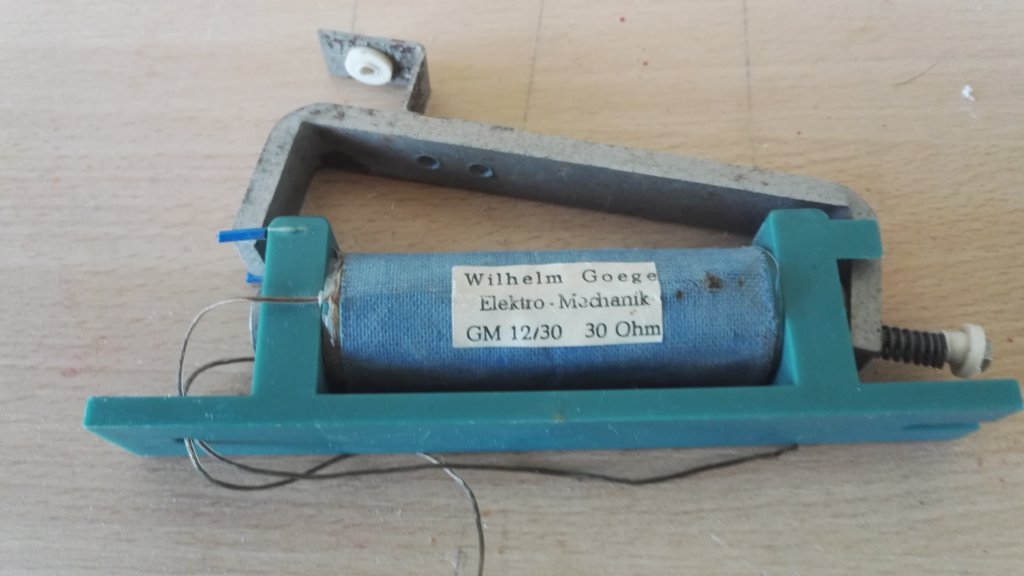 Wilhelm Goege
Elektro-Mechanik
GM 12/30 30 Ohm